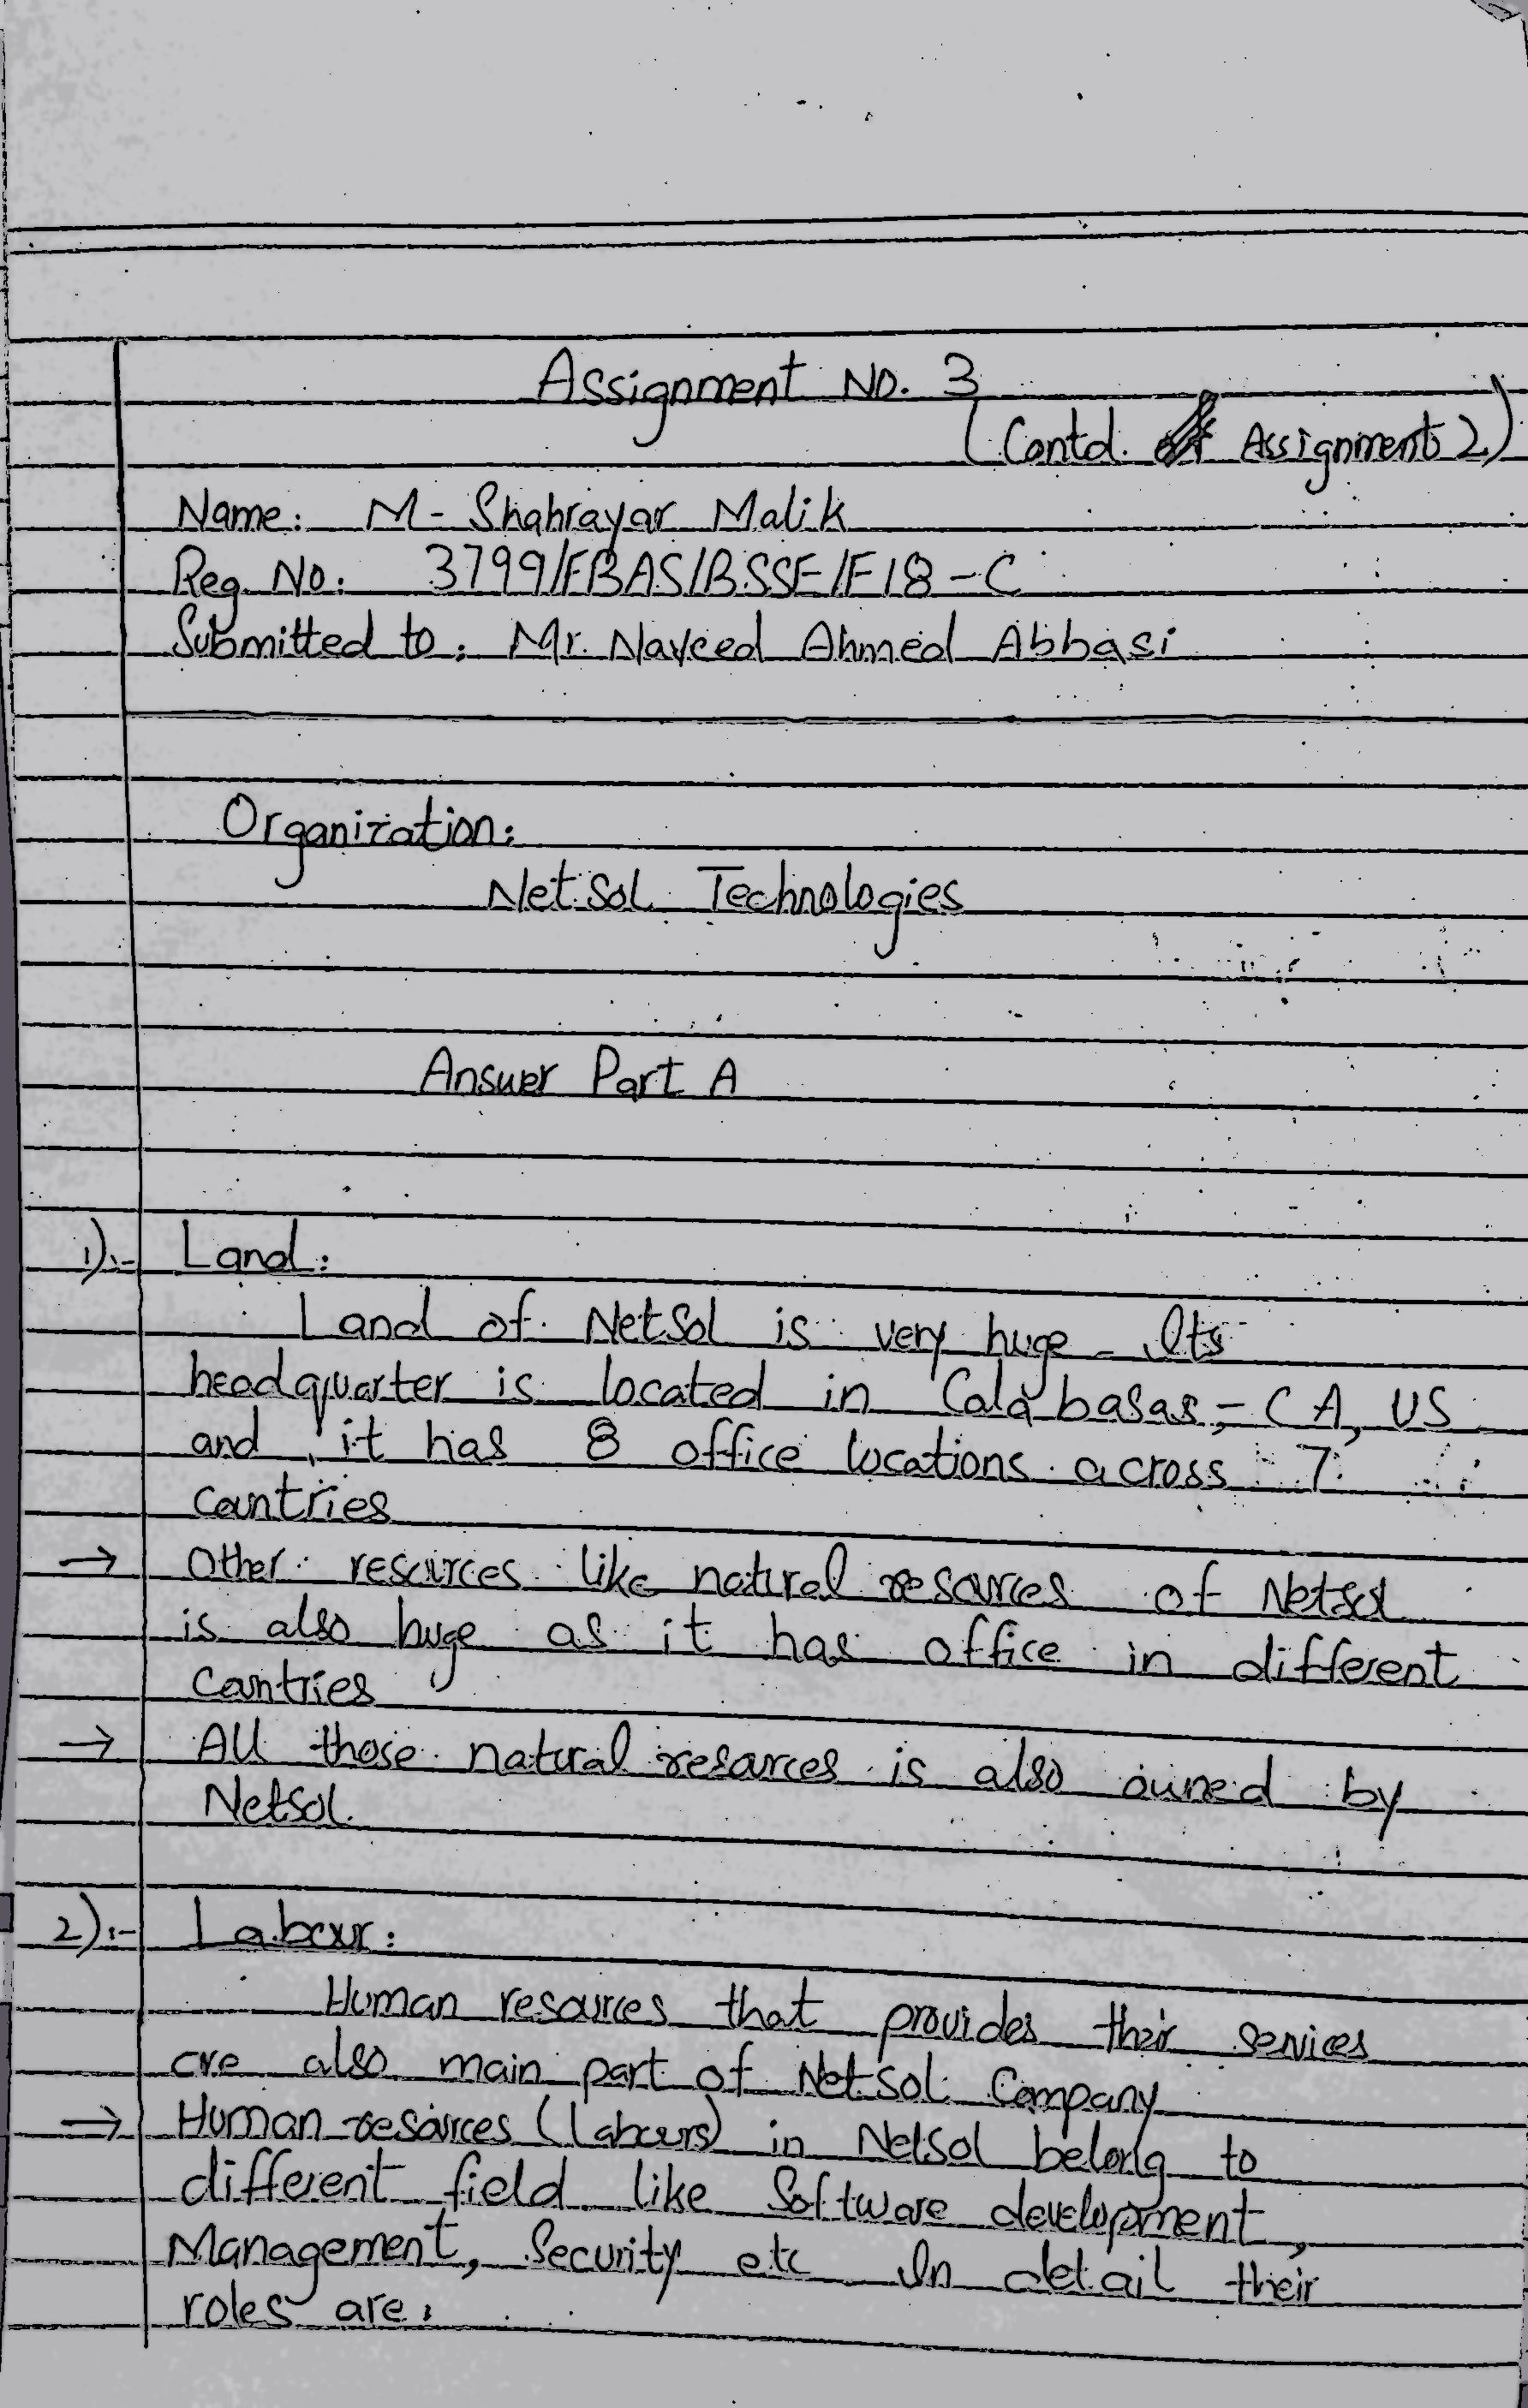 Assignment No. 3
(Contd. of Assignment 2)
Name: M- Shahrayar Malik
Reg No: 3799/FBAS/BSSE/F18-C
Submitted to: Mr. Naveed Ahmed Abbasi
Organization:
NetSol Technologies
Answer Part A
1):- Land:
Land of NetSol is very huge - Its
headquarter is located in Calabasas, CA, US
and it has 8 office locations across 7
countries
→ Other resources like natural resources of Netsol
is also huge as it has office in different
countries
→ All those natural resources is also owned by
Netsol.
2):- Labour:
Human resources that provides their services
are also main part of NetSol Company
→ Human resources (labours) in Netsol belong to
different field like Software development,
Management, Security etc In detail their
roles are: